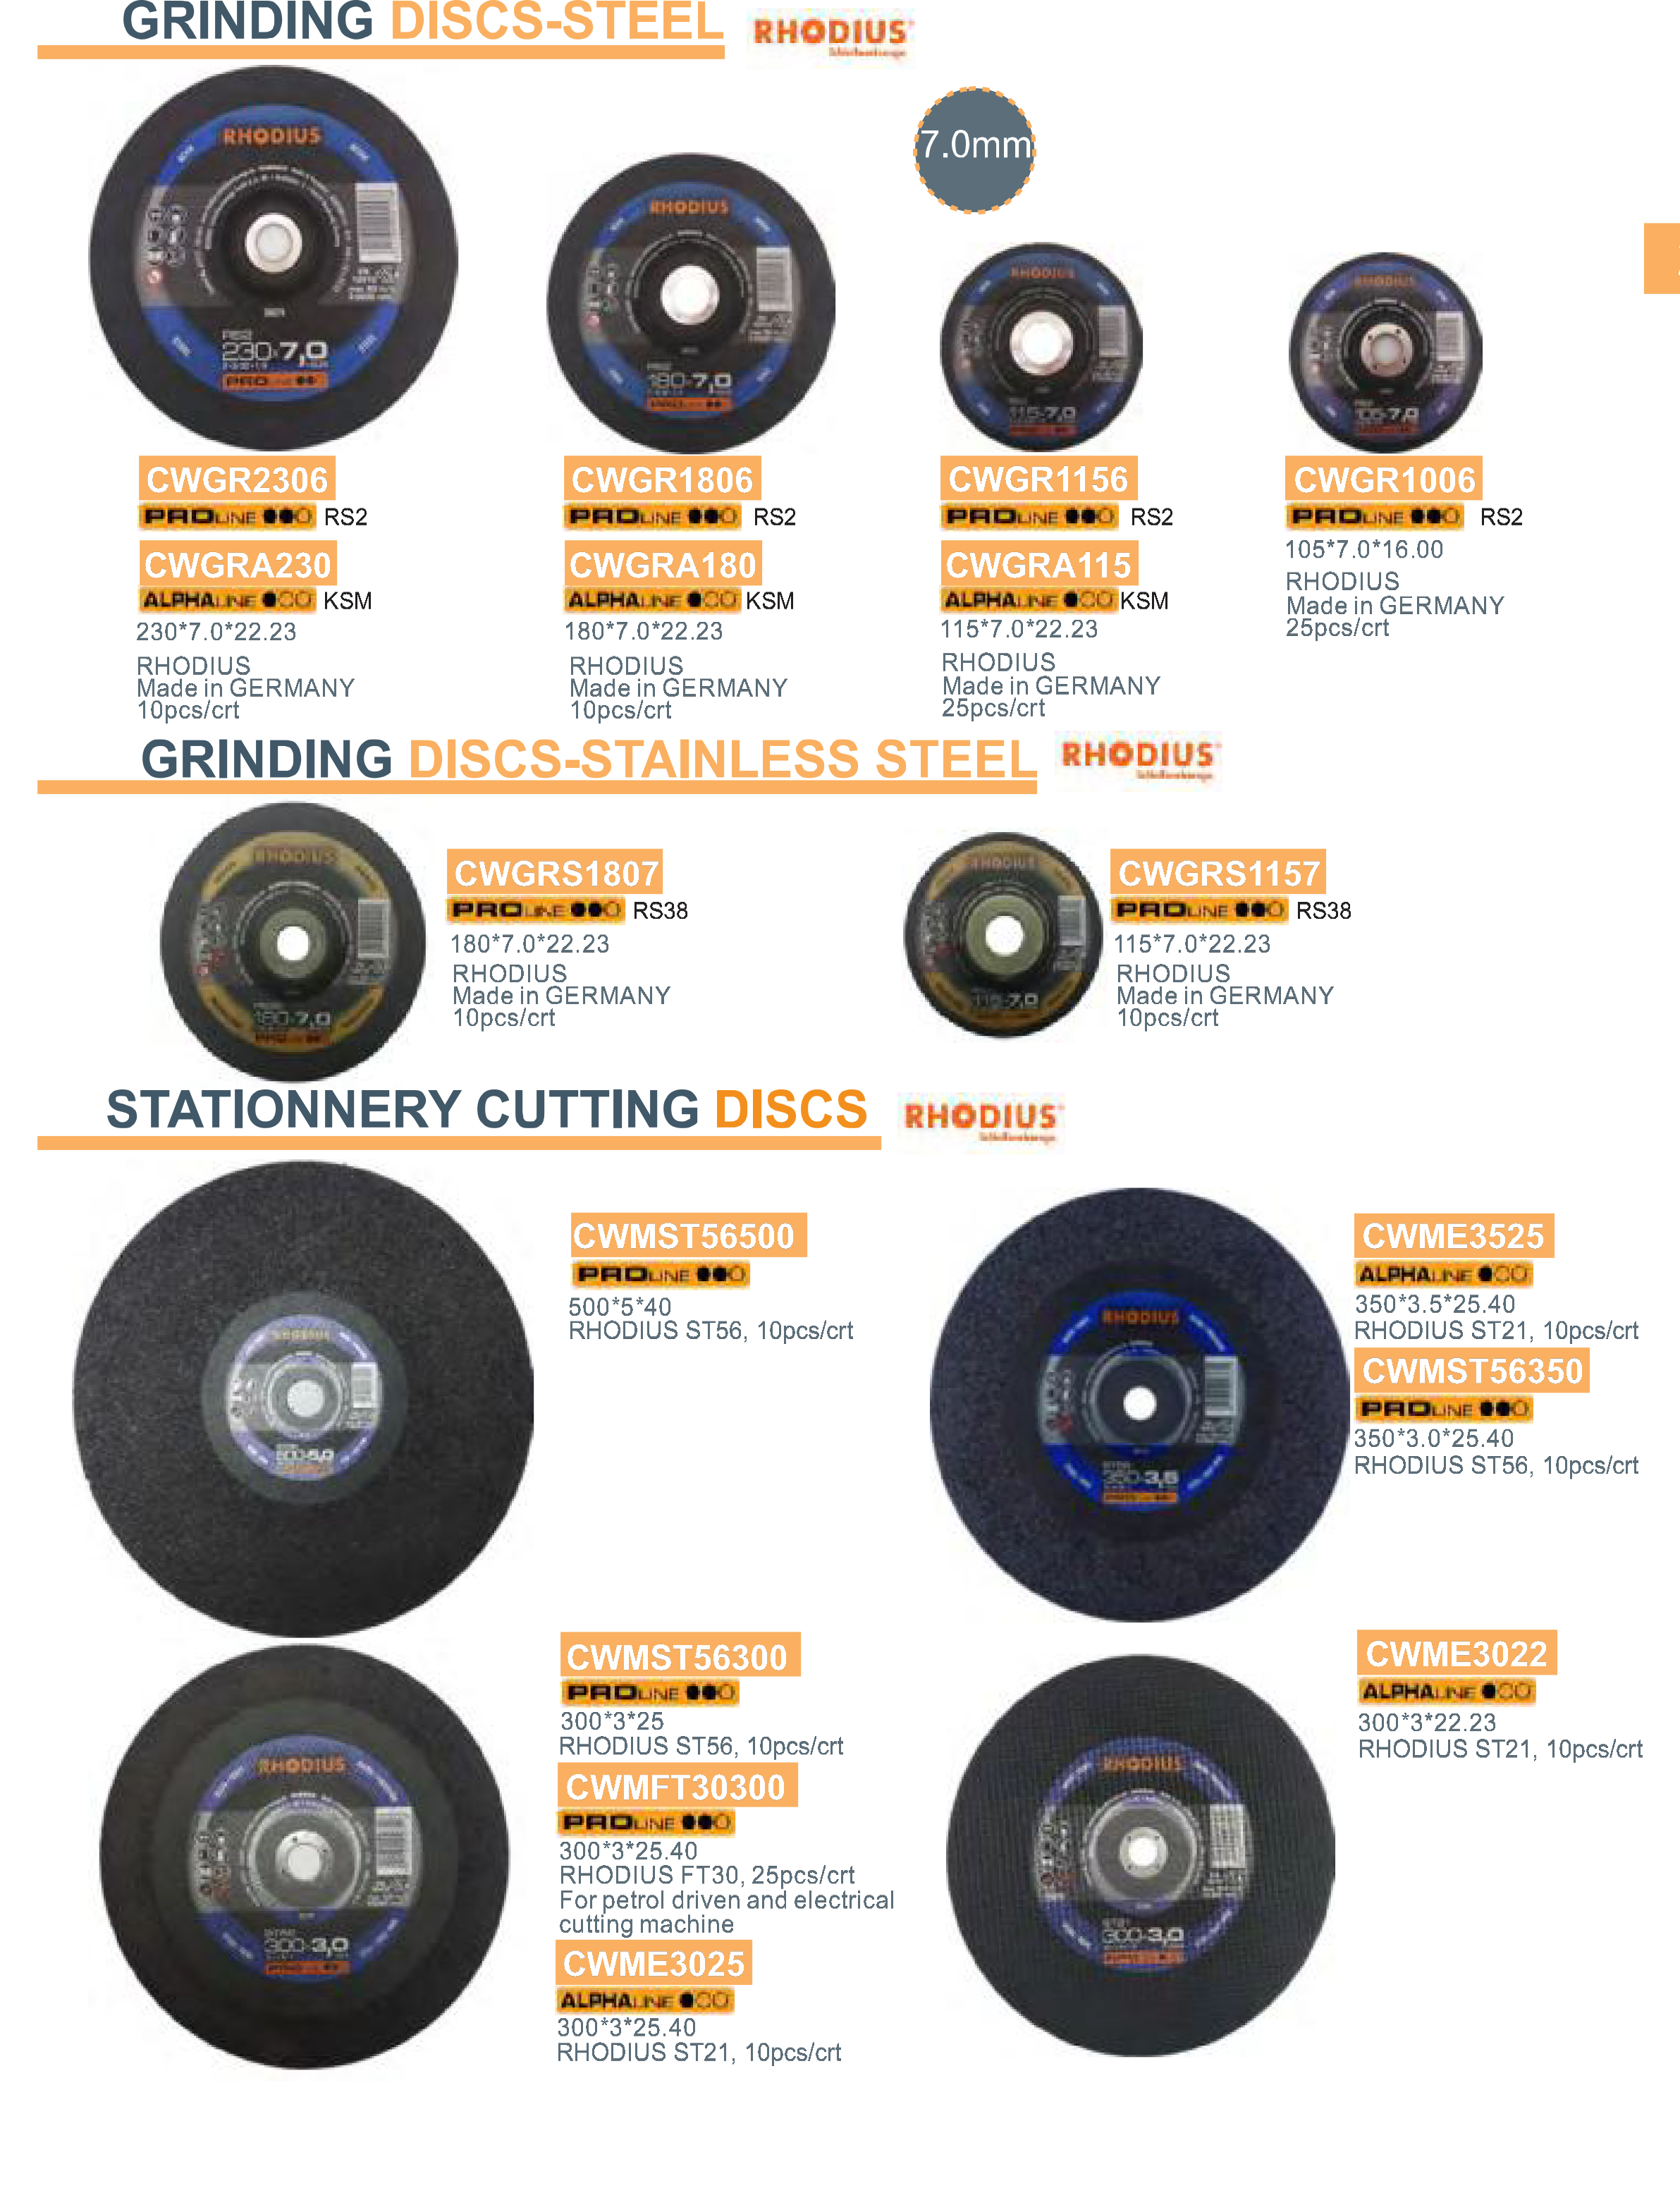 GRINDING DISCS-STEEL RHODIUS
7.0mm
RHODIUS
230x7,0
PROLINE
RHODIUS
180-7,0
RHODIUS
115-7,0
RHODIUS
105-7,0
CWGR2306
PROLINE RS2
CWGRA230
ALPHALINE KSM
230*7.0*22.23
RHODIUS
Made in GERMANY
10pcs/crt
CWGR1806
PROLINE RS2
CWGRA180
ALPHALINE KSM
180*7.0*22.23
RHODIUS
Made in GERMANY
10pcs/crt
CWGR1156
PROLINE RS2
CWGRA115
ALPHALINE KSM
115*7.0*22.23
RHODIUS
Made in GERMANY
25pcs/crt
CWGR1006
PROLINE RS2
105*7.0*16.00
RHODIUS
Made in GERMANY
25pcs/crt
GRINDING DISCS-STAINLESS STEEL RHODIUS
RHODIUS
180-7,0
CWGRS1807
PROLINE RS38
180*7.0*22.23
RHODIUS
Made in GERMANY
10pcs/crt
RHODIUS
115-7,0
CWGRS1157
PROLINE RS38
115*7.0*22.23
RHODIUS
Made in GERMANY
10pcs/crt
STATIONNERY CUTTING DISCS RHODIUS
RHODIUS
500-5,0
CWMST56500
PROLINE
500*5*40
RHODIUS ST56, 10pcs/crt
RHODIUS
350-3,5
CWME3525
ALPHALINE
350*3.5*25.40
RHODIUS ST21, 10pcs/crt
CWMST56350
PROLINE
350*3.0*25.40
RHODIUS ST56, 10pcs/crt
RHODIUS
300-3,0
CWMST56300
PROLINE
300*3*25
RHODIUS ST56, 10pcs/crt
CWMFT30300
PROLINE
300*3*25.40
RHODIUS FT30, 25pcs/crt
For petrol driven and electrical
cutting machine
CWME3025
ALPHALINE
300*3*25.40
RHODIUS ST21, 10pcs/crt
RHODIUS
300-3,0
CWME3022
ALPHALINE
300*3*22.23
RHODIUS ST21, 10pcs/crt